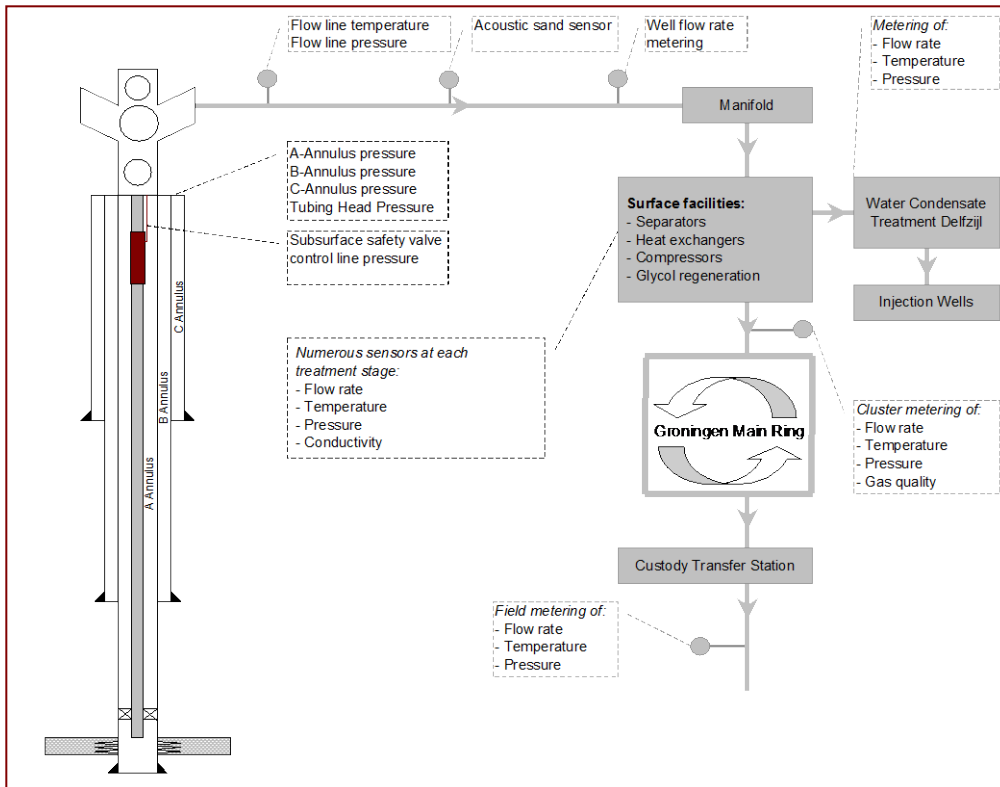 Flow line temperature
Flow line pressure
Acoustic sand sensor
Well flow rate
metering
Metering of:
- Flow rate
- Temperature
- Pressure
Manifold
A-Annulus pressure
B-Annulus pressure
C-Annulus pressure
Tubing Head Pressure
Subsurface safety valve
control line pressure
Surface facilities:
- Separators
- Heat exchangers
- Compressors
- Glycol regeneration
Water Condensate
Treatment Delfzijl
Injection Wells
C Annulus
B Annulus
A Annulus
Numerous sensors at each
treatment stage:
- Flow rate
- Temperature
- Pressure
- Conductivity
Groningen Main Ring
Cluster metering of:
- Flow rate
- Temperature
- Pressure
- Gas quality
Custody Transfer Station
Field metering of:
- Flow rate
- Temperature
- Pressure